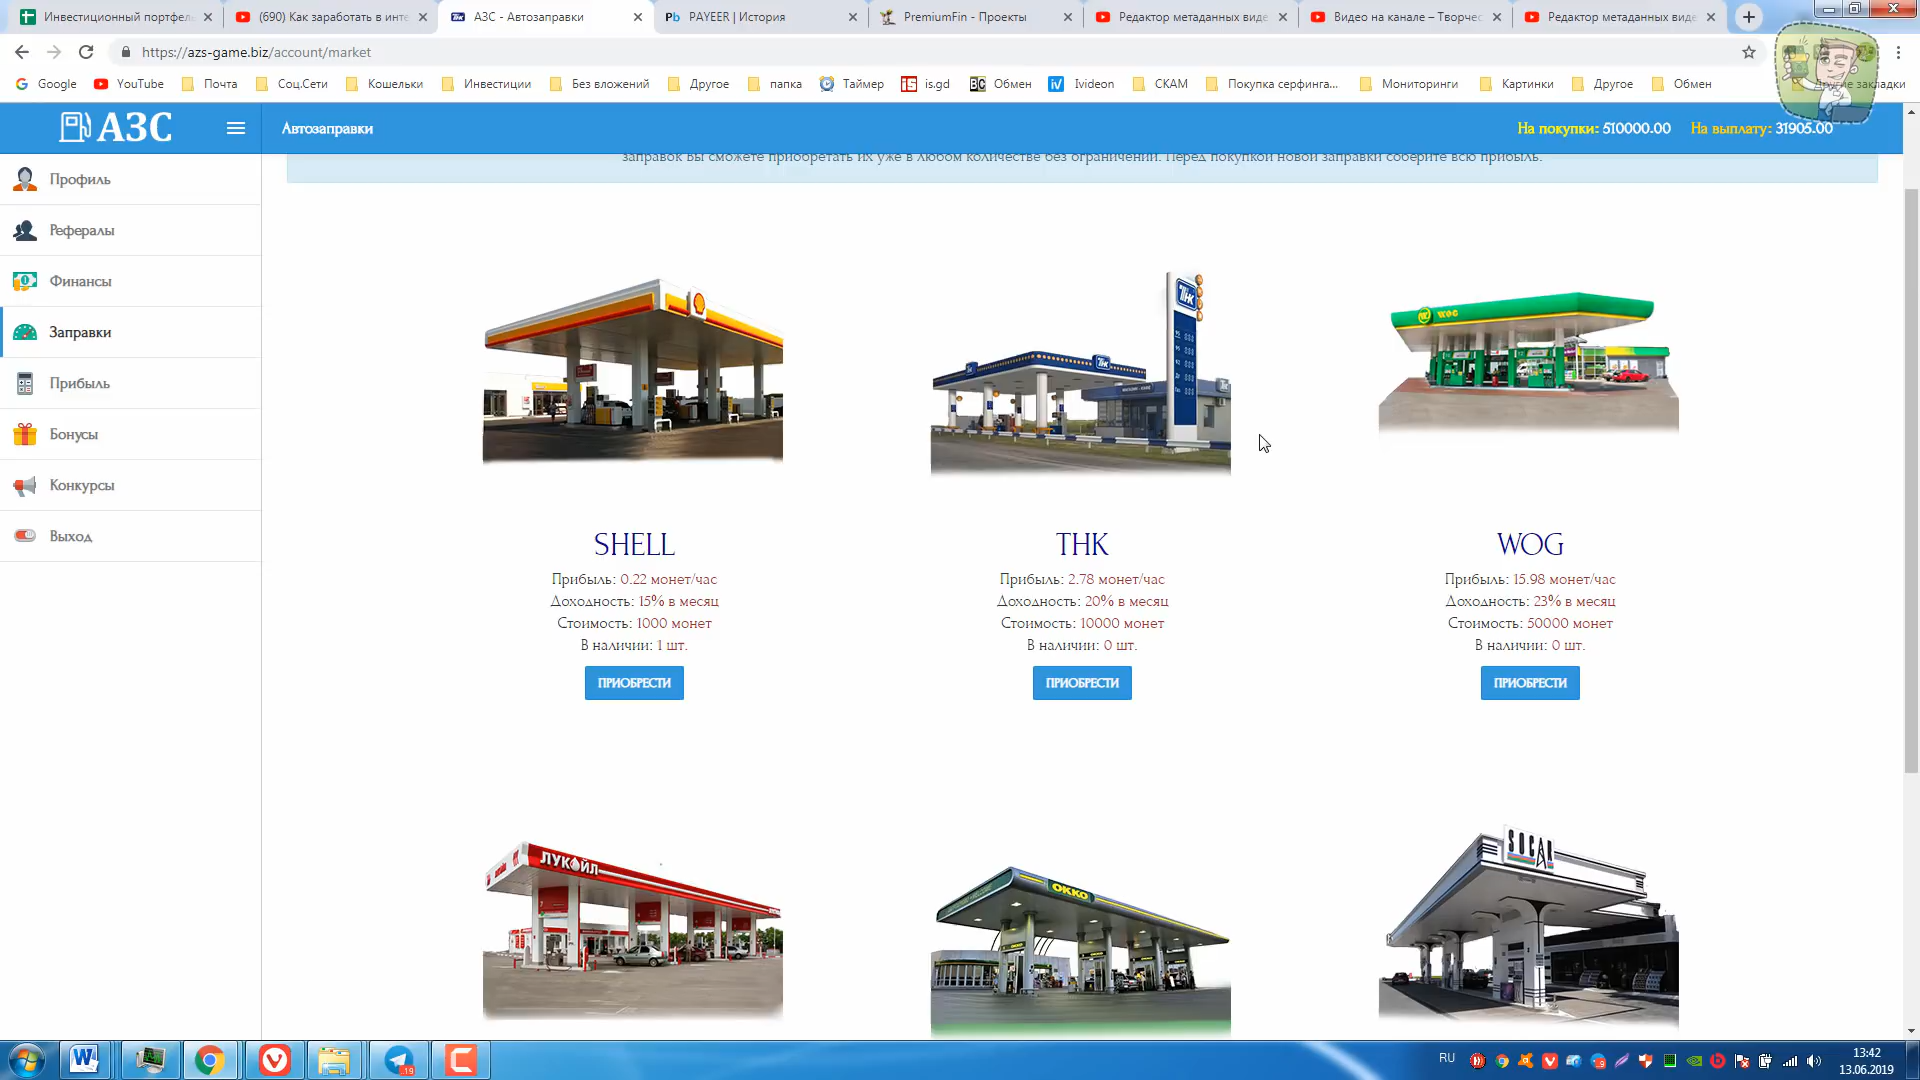 Инвестиционный портфель
(690) Как заработать в инте
АЗС - Автозаправки
PAYEER | История
PremiumFin - Проекты
Редактор метаданных виде
Видео на канале – Творчес
Редактор метаданных виде
https://azs-game.biz/account/market
Google
YouTube
Почта
Соц.Сети
Кошельки
Инвестиции
Без вложений
Другое
папка
Таймер
is.gd
Обмен
Ivideon
СКАМ
Покупка серфинга...
Мониторинги
Картинки
Другое
Обмен
Другие закладки
АЗС
Автозаправки
На покупки: 510000.00
На выплату: 31905.00
заправок Вы сможете приобретать их уже в любом количестве без ограничений. Перед покупкой новой заправки соберите всю прибыль.
Профиль
Рефералы
Финансы
Заправки
Прибыль
Бонусы
Конкурсы
Выход
ТНК
WOG
SHELL
Прибыль: 0.22 монет/час
Доходность: 15% в месяц
Стоимость: 1000 монет
В наличии: 1 шт.
ПРИОБРЕСТИ
ТНК
Прибыль: 2.78 монет/час
Доходность: 20% в месяц
Стоимость: 10000 монет
В наличии: 0 шт.
ПРИОБРЕСТИ
WOG
Прибыль: 15.98 монет/час
Доходность: 23% в месяц
Стоимость: 50000 монет
В наличии: 0 шт.
ПРИОБРЕСТИ
ЛУКОЙЛ
ОККО
SOCAR
RU
13:42
13.06.2019